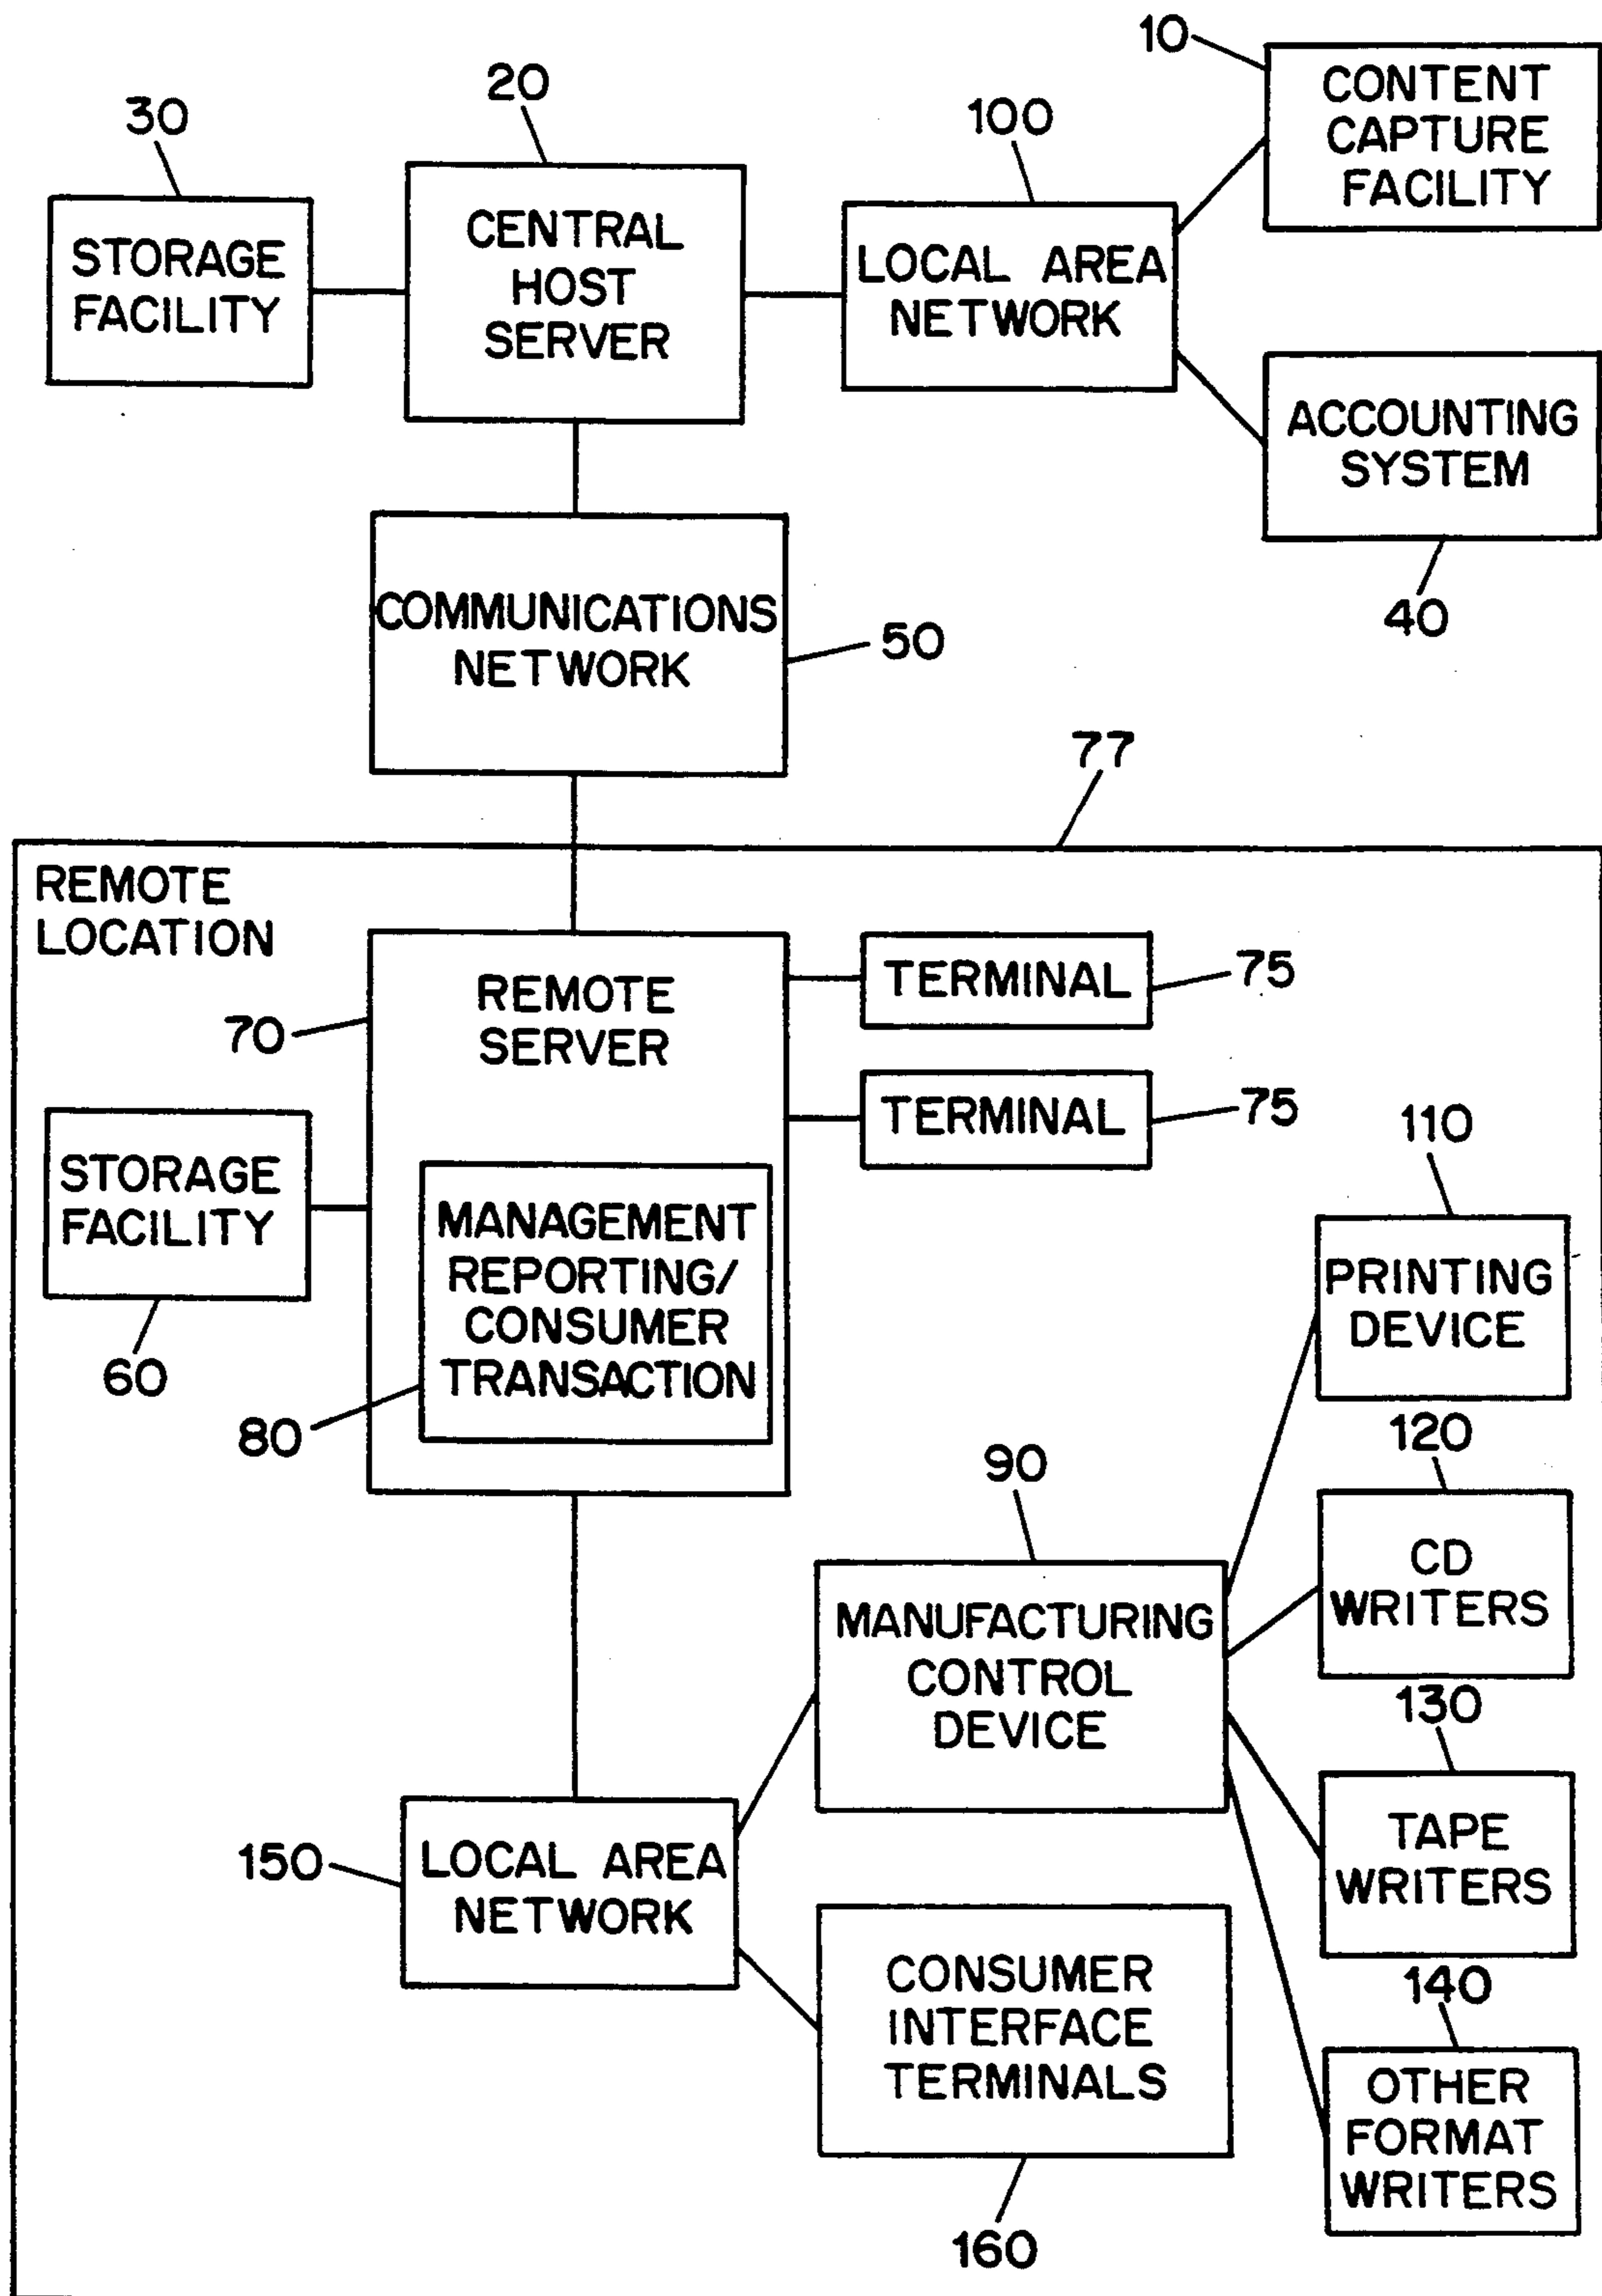 10
CONTENT
CAPTURE
FACILITY
20
30
100
STORAGE
FACILITY
CENTRAL
HOST
SERVER
LOCAL AREA
NETWORK
ACCOUNTING
SYSTEM
40
COMMUNICATIONS
NETWORK
50
77
REMOTE
LOCATION
REMOTE
SERVER
70
TERMINAL
75
TERMINAL
75
STORAGE
FACILITY
60
MANAGEMENT
REPORTING/
CONSUMER
TRANSACTION
80
110
PRINTING
DEVICE
120
CD
WRITERS
90
MANUFACTURING
CONTROL
DEVICE
130
TAPE
WRITERS
150
LOCAL AREA
NETWORK
CONSUMER
INTERFACE
TERMINALS
160
140
OTHER
FORMAT
WRITERS